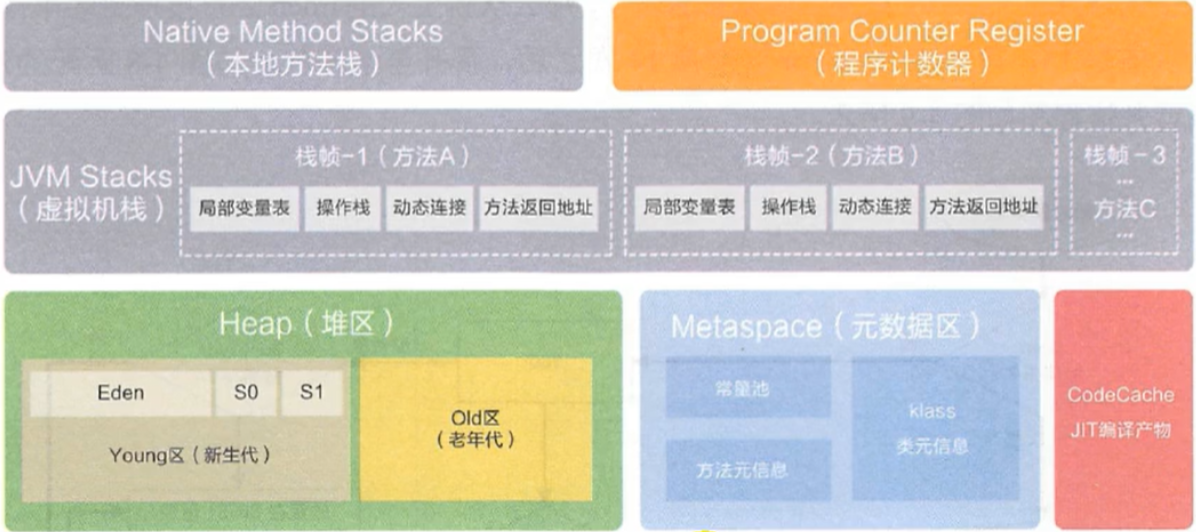 Native Method Stacks
（本地方法栈）
Program Counter Register
（程序计数器）
JVM Stacks
（虚拟机栈）
栈帧-1（方法A）
局部变量表
操作栈
动态连接
方法返回地址
栈帧-2（方法B）
局部变量表
操作栈
动态连接
方法返回地址
栈帧-3
...
方法C
...
Heap（堆区）
Eden
S0
S1
Young区（新生代）
Old区
（老年代）
Metaspace（元数据区）
常量池
方法元信息
klass
类元信息
CodeCache
JIT编译产物